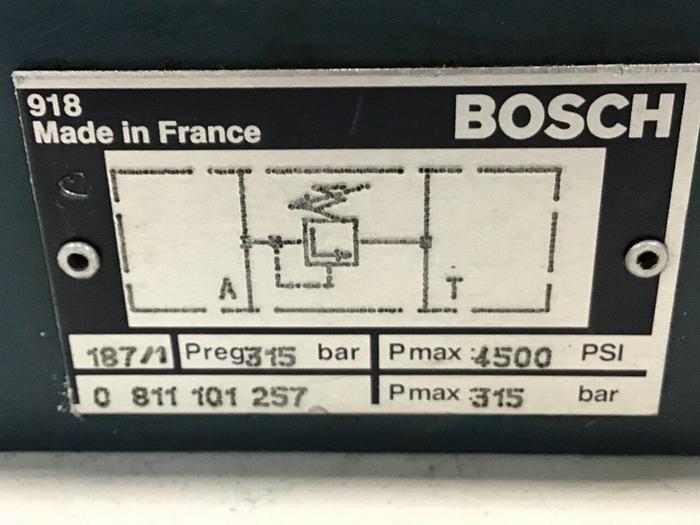 918
Made in France
BOSCH
A T
187/1 Preg 315 bar Pmax 4500 PSI
0 811 101 257 Pmax 315 bar